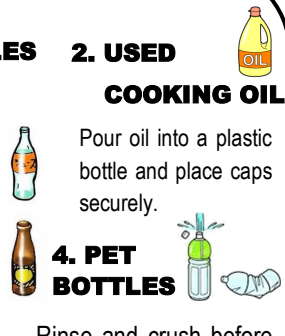 LES
2. USED
OIL
COOKING OIL
Pour oil into a plastic
bottle and place caps
securely.
4. PET
BOTTLES
Rinse and crush before